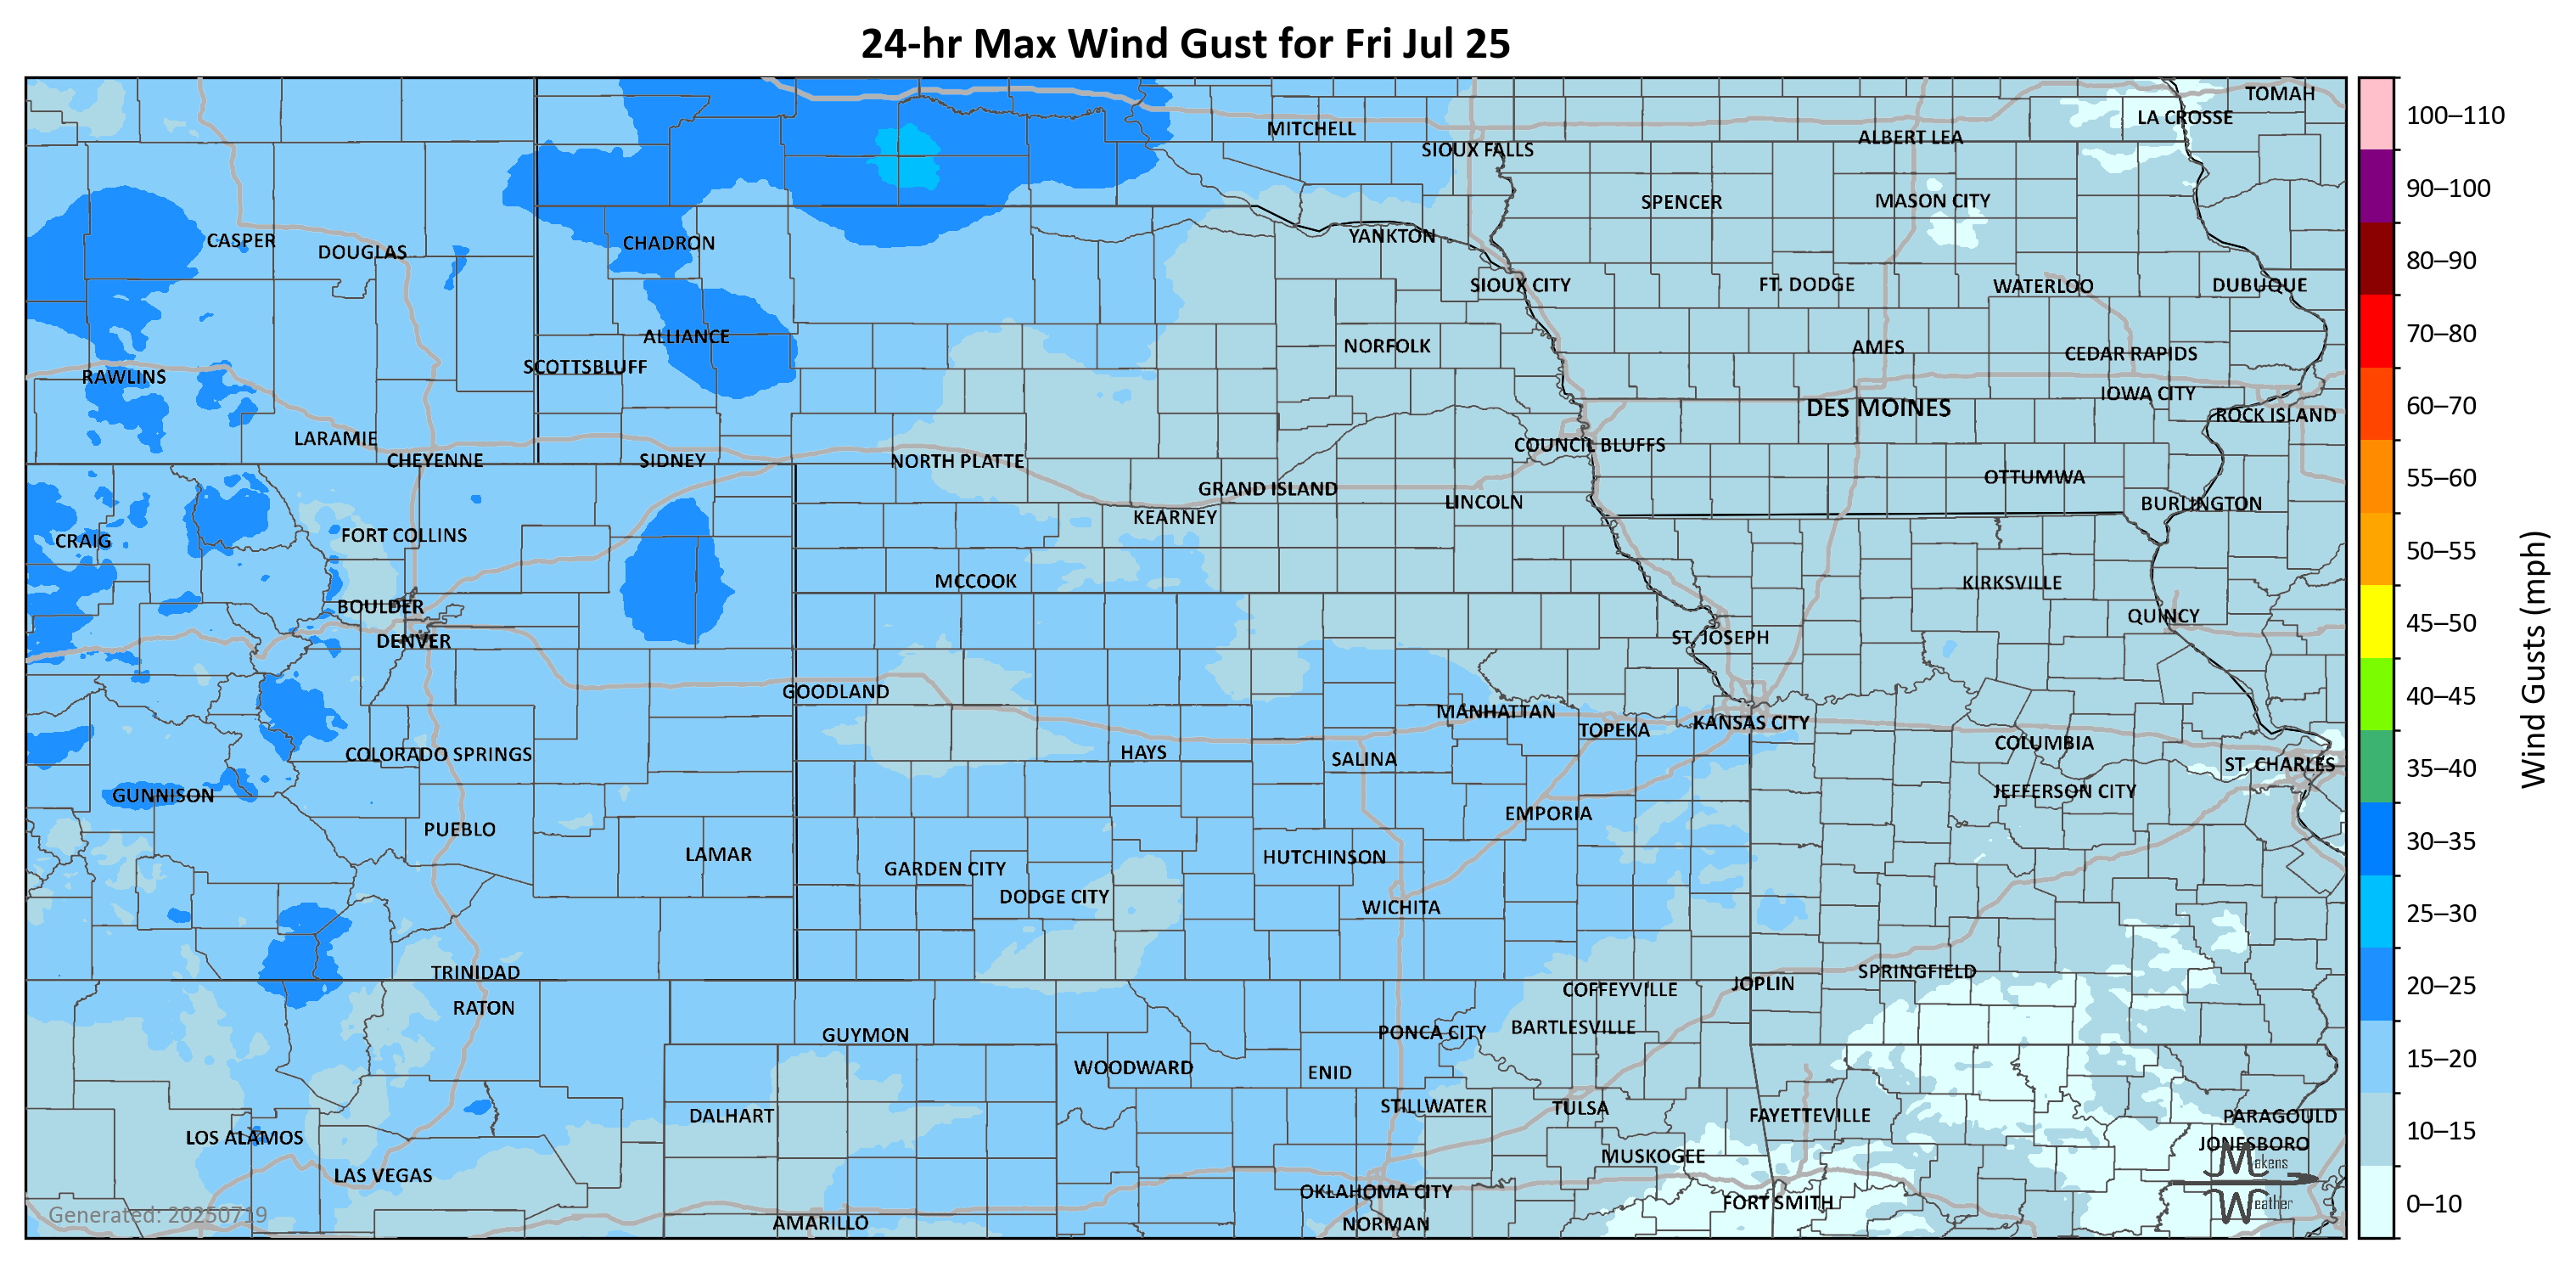 24-hr Max Wind Gust for Fri Jul 25
TOMAH
LA CROSSE
MITCHELL
ALBERT LEA
SIOUX FALLS
SPENCER
MASON CITY
CASPER
DOUGLAS
CHADRON
YANKTON
SIOUX CITY
FT. DODGE
WATERLOO
DUBUQUE
ALLIANCE
NORFOLK
AMES
CEDAR RAPIDS
SCOTTSBLUFF
RAWLINS
IOWA CITY
DES MOINES
ROCK ISLAND
LARAMIE
COUNCIL BLUFFS
CHEYENNE
SIDNEY
NORTH PLATTE
OTTUMWA
GRAND ISLAND
LINCOLN
BURLINGTON
KEARNEY
CRAIG
FORT COLLINS
MCCOOK
KIRKSVILLE
BOULDER
QUINCY
DENVER
ST. JOSEPH
GOODLAND
MANHATTAN
KANSAS CITY
TOPEKA
COLUMBIA
COLORADO SPRINGS
HAYS
SALINA
ST. CHARLES
GUNNISON
JEFFERSON CITY
EMPORIA
PUEBLO
LAMAR
HUTCHINSON
GARDEN CITY
DODGE CITY
WICHITA
TRINIDAD
SPRINGFIELD
JOPLIN
COFFEYVILLE
RATON
GUYMON
PONCA CITY
BARTLESVILLE
WOODWARD
ENID
DALHART
STILLWATER
TULSA
FAYETTEVILLE
PARAGOULD
LOS ALAMOS
JONESBORO
LAS VEGAS
MUSKOGEE
OKLAHOMA CITY
FORT SMITH
AMARILLO
NORMAN
Makens
Weather
Generated: 20250719
100–110
90–100
80–90
70–80
60–70
55–60
50–55
45–50
40–45
35–40
30–35
25–30
20–25
15–20
10–15
0–10
Wind Gusts (mph)